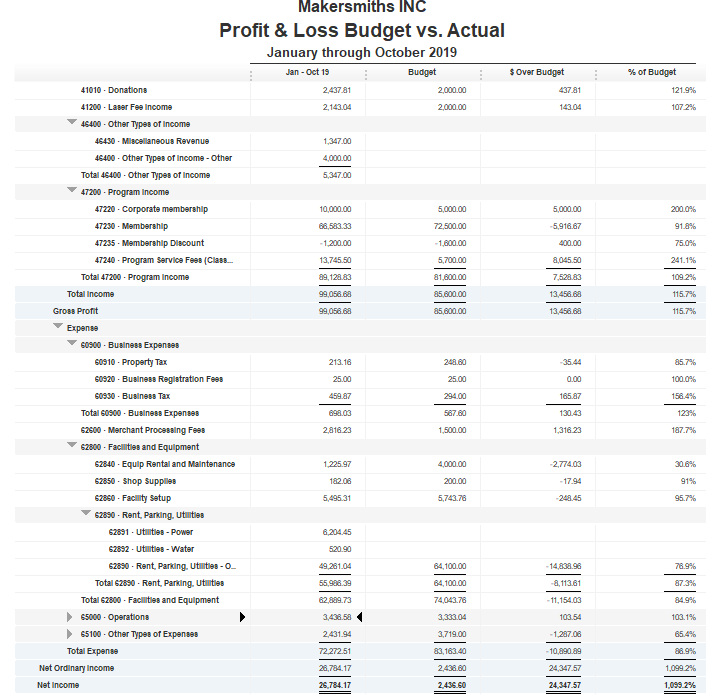 Makersmiths INC
Profit & Loss Budget vs. Actual
January through October 2019
Jan - Oct 19 Budget $ Over Budget % of Budget
41010 · Donations 2,437.81 2,000.00 437.81 121.9%
41200 · Laser Fee Income 2,143.04 2,000.00 143.04 107.2%
46400 · Other Types of Income
46430 · Miscellaneous Revenue 1,347.00
46400 · Other Types of Income - Other 4,000.00
Total 46400 · Other Types of Income 5,347.00
47200 · Program Income
47220 · Corporate membership 10,000.00 5,000.00 5,000.00 200.0%
47230 · Membership 66,583.33 72,500.00 -5,916.67 91.8%
47235 · Membership Discount -1,200.00 -1,600.00 400.00 75.0%
47240 · Program Service Fees (Class... 13,745.50 5,700.00 8,045.50 241.1%
Total 47200 · Program Income 89,128.83 81,600.00 7,528.83 109.2%
Total Income 99,056.68 85,600.00 13,456.68 115.7%
Gross Profit 99,056.68 85,600.00 13,456.68 115.7%
Expense
60900 · Business Expenses
60910 · Property Tax 213.16 248.60 -35.44 85.7%
60920 · Business Registration Fees 25.00 25.00 0.00 100.0%
60930 · Business Tax 459.87 294.00 165.87 156.4%
Total 60900 · Business Expenses 698.03 567.60 130.43 123%
62600 · Merchant Processing Fees 2,816.23 1,500.00 1,316.23 187.7%
62800 · Facilities and Equipment
62840 · Equip Rental and Maintenance 1,225.97 4,000.00 -2,774.03 30.6%
62850 · Shop Supplies 182.06 200.00 -17.94 91%
62860 · Facility Setup 5,495.31 5,743.76 -248.45 95.7%
62890 · Rent, Parking, Utilities
62891 · Utilities - Power 6,204.45
62892 · Utilities - Water 520.90
62890 · Rent, Parking, Utilities - O... 49,261.04 64,100.00 -14,838.96 76.9%
Total 62890 · Rent, Parking, Utilities 55,986.39 64,100.00 -8,113.61 87.3%
Total 62800 · Facilities and Equipment 62,889.73 74,043.76 -11,154.03 84.9%
65000 · Operations 3,436.58 3,333.04 103.54 103.1%
65100 · Other Types of Expenses 2,431.94 3,719.00 -1,287.06 65.4%
Total Expense 72,272.51 83,163.40 -10,890.89 86.9%
Net Ordinary Income 26,784.17 2,436.60 24,347.57 1,099.2%
Net Income 26,784.17 2,436.60 24,347.57 1,099.2%